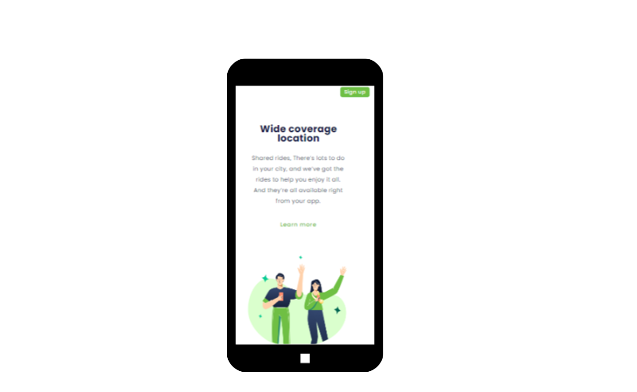 Sign up
Wide coverage
location
Shared rides, There's lots to do
in your city, and we've got the
rides to help you enjoy it all.
And they're all available right
from your app.
Learn more